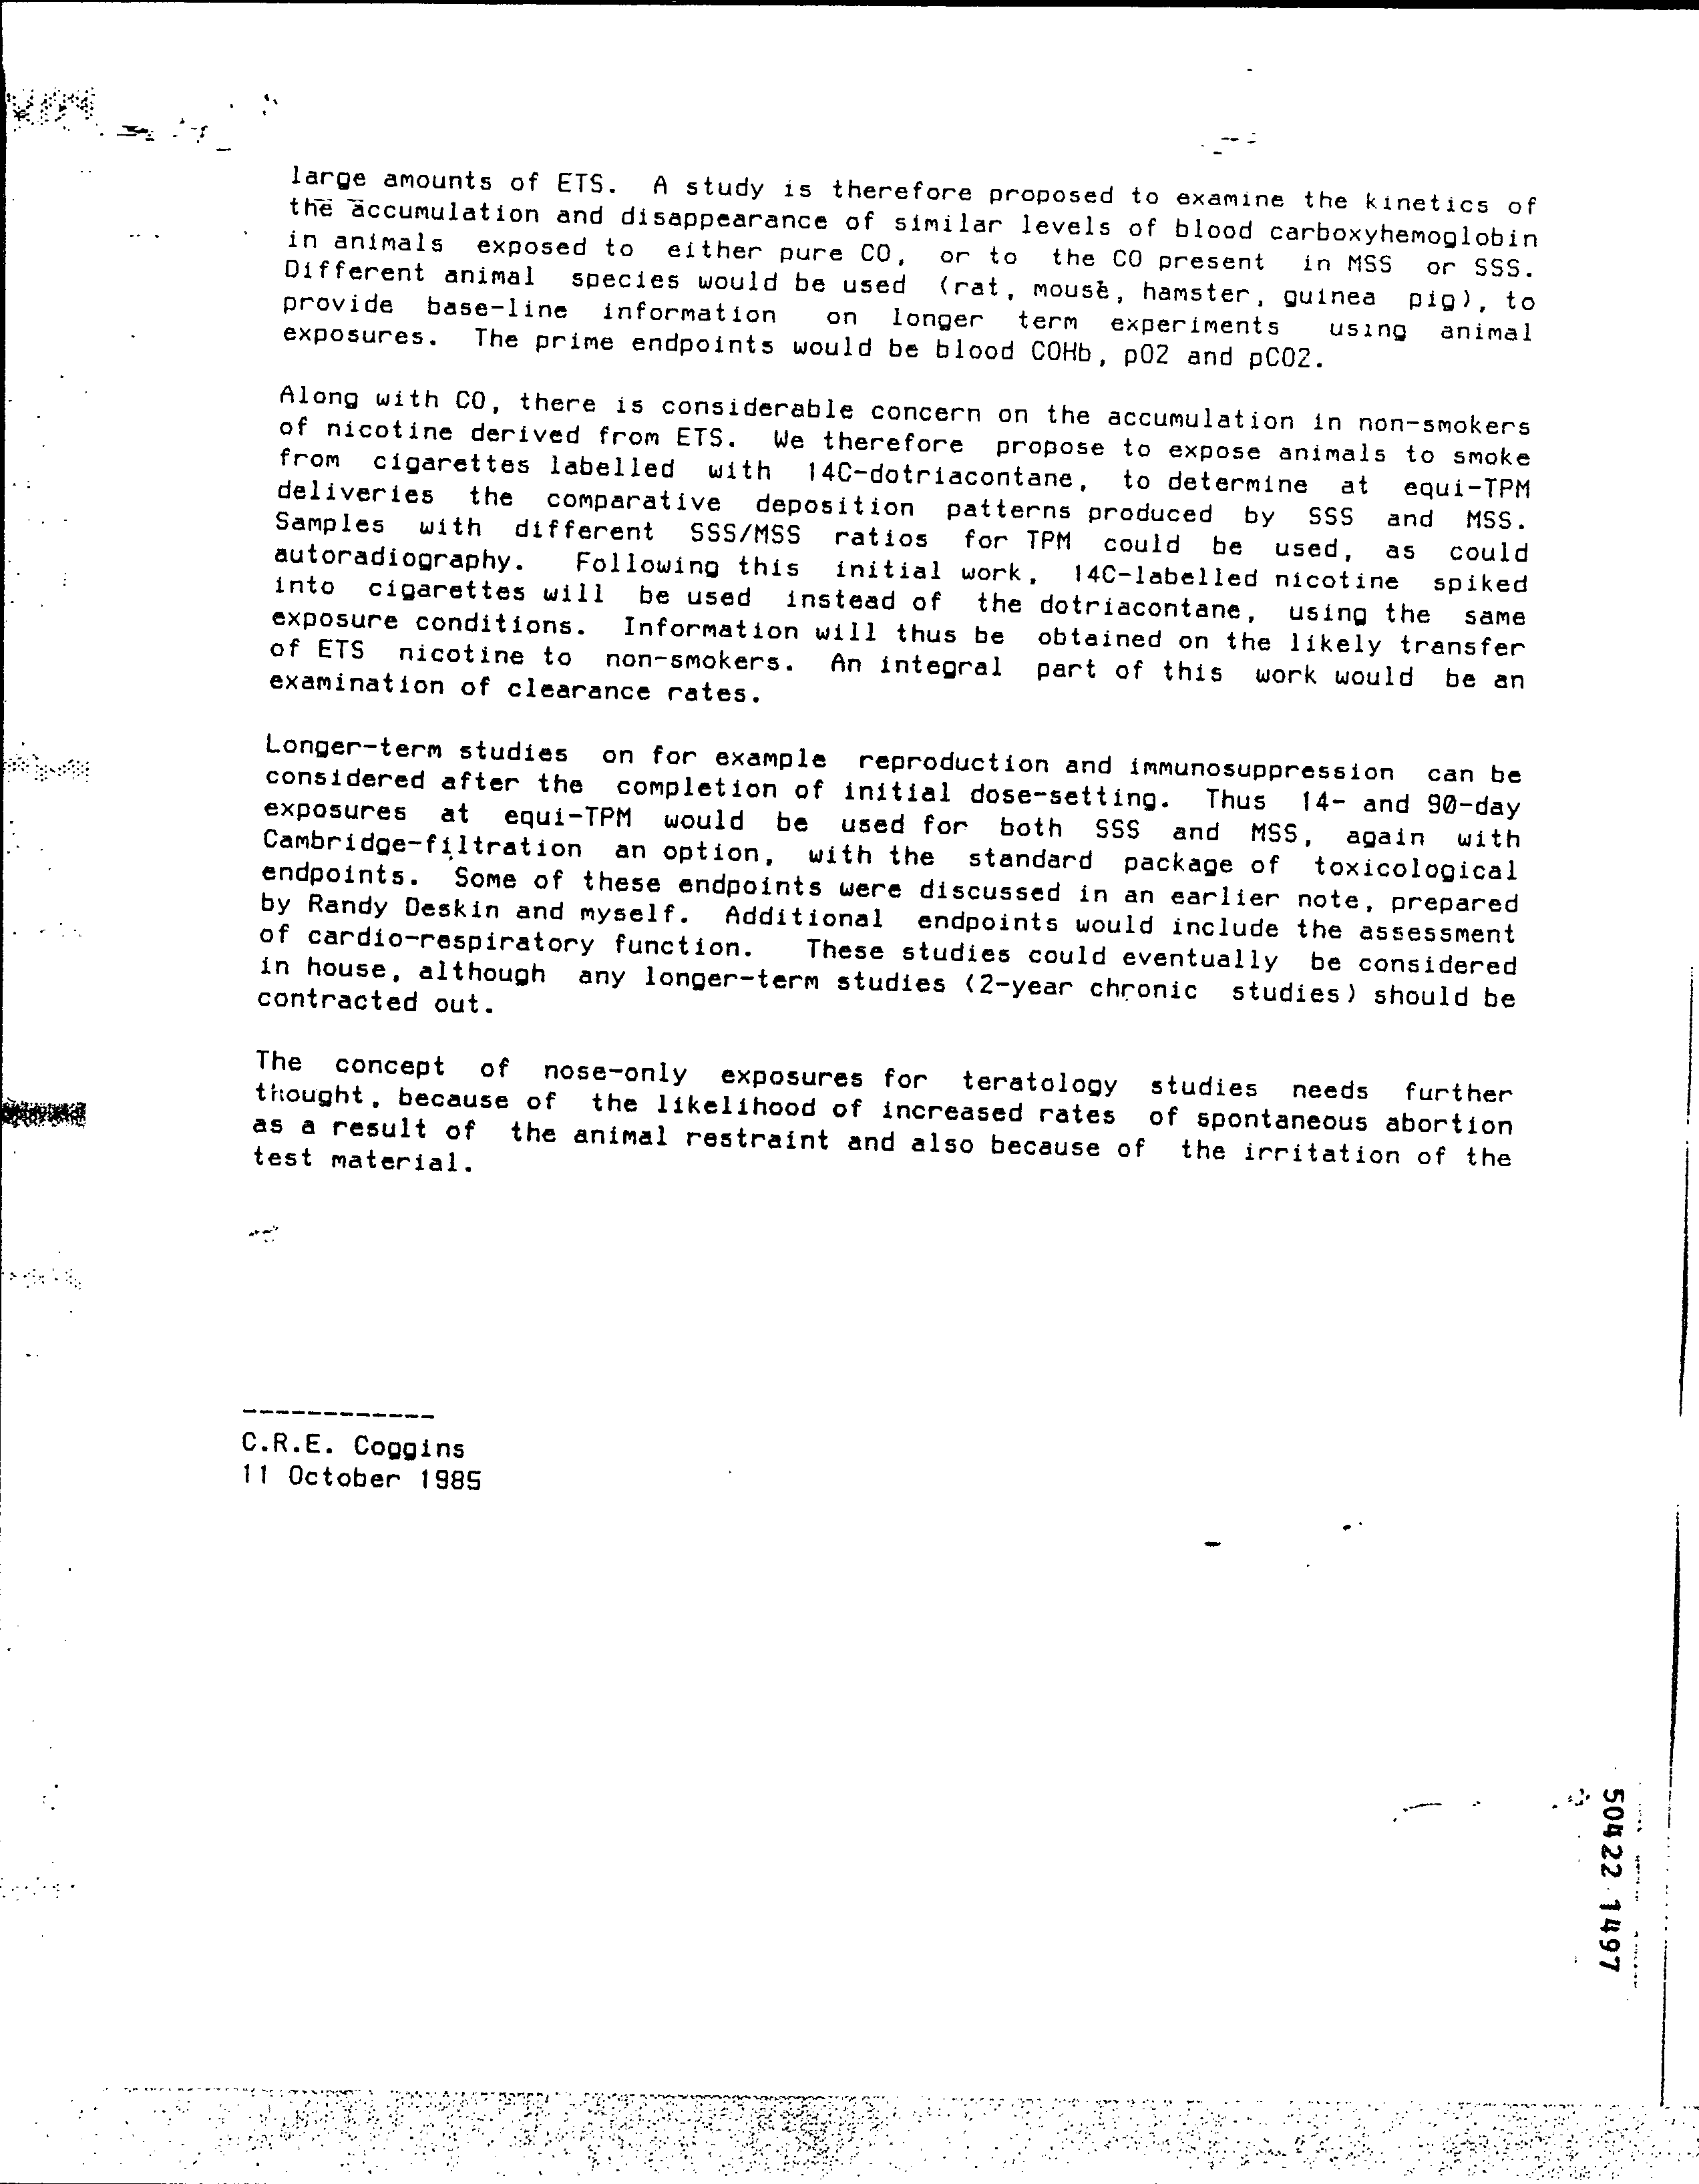 large amounts of ETS. A study is therefore proposed to examine the kinetics of
the accumulation and disappearance of similar levels of blood carboxyhemoglobin
in animals exposed to either pure CO, or to the CO present in MSS or SSS.
Different animal species would be used (rat, mouse, hamster, guinea pig), to
provide base-line information on longer term experiments using animal
exposures. The prime endpoints would be blood COHb, pO2 and pCO2.
Along with CO, there is considerable concern on the accumulation in non-smokers
of nicotine derived from ETS. We therefore propose to expose animals to smoke
from cigarettes labelled with 14C-dotriacontane, to determine at equi-TPM
deliveries the comparative deposition patterns produced by SSS and MSS.
Samples with different SSS/MSS ratios for TPM could be used, as could
autoradiography. Following this initial work, 14C-labelled nicotine spiked
into cigarettes will be used instead of the dotriacontane, using the same
exposure conditions. Information will thus be obtained on the likely transfer
of ETS nicotine to non-smokers. An integral part of this work would be an
examination of clearance rates.
Longer-term studies on for example reproduction and immunosuppression can be
considered after the completion of initial dose-setting. Thus 14- and 90-day
exposures at equi-TPM would be used for both SSS and MSS, again with
Cambridge-filtration an option, with the standard package of toxicological
endpoints. Some of these endpoints were discussed in an earlier note, prepared
by Randy Deskin and myself. Additional endpoints would include the assessment
of cardio-respiratory function. These studies could eventually be considered
in house, although any longer-term studies (2-year chronic studies) should be
contracted out.
The concept of nose-only exposures for teratology studies needs further
thought, because of the likelihood of increased rates of spontaneous abortion
as a result of the animal restraint and also because of the irritation of the
test material.
------------
C.R.E. Coggins
11 October 1985
50422 1497